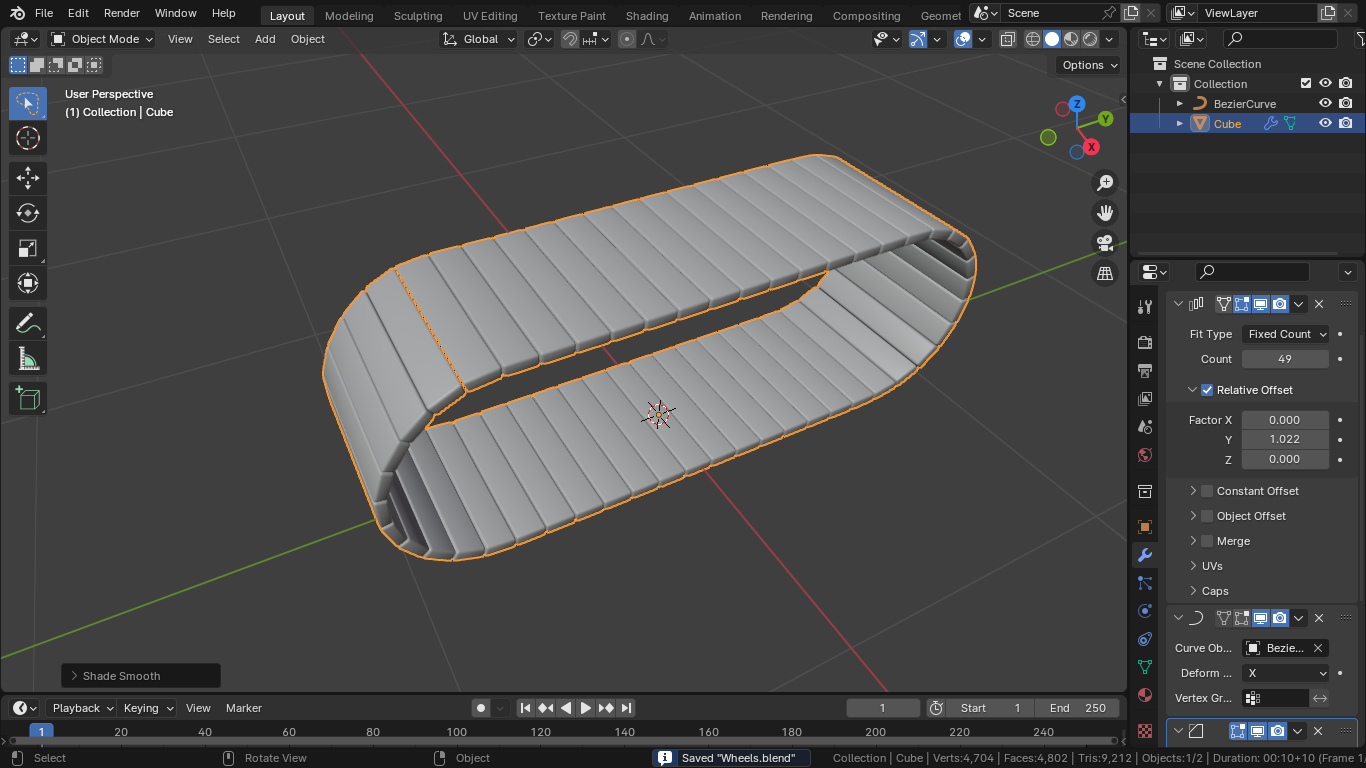 File Edit Render Window Help Layout Modeling Sculpting UV Editing Texture Paint Shading Animation Rendering Compositing Geomet Scene ViewLayer
Object Mode View Select Add Object Global
Options
User Perspective
(1) Collection | Cube
Z
Y
X
Scene Collection
Collection
BezierCurve
Cube
Fit Type Fixed Count
Count 49
Relative Offset
Factor X 0.000
Y 1.022
Z 0.000
Constant Offset
Object Offset
Merge
UVs
Caps
Curve Ob... Bezie...
Deform ... X
Vertex Gr...
Shade Smooth
Playback Keying View Marker 1 Start 1 End 250
1 20 40 60 80 100 120 140 160 180 200 220 240
Select Rotate View Object Saved "Wheels.blend" Collection | Cube | Verts:4,704 | Faces:4,802 | Tris:9,212 | Objects:1/2 | Duration: 00:10+10 (Frame 1